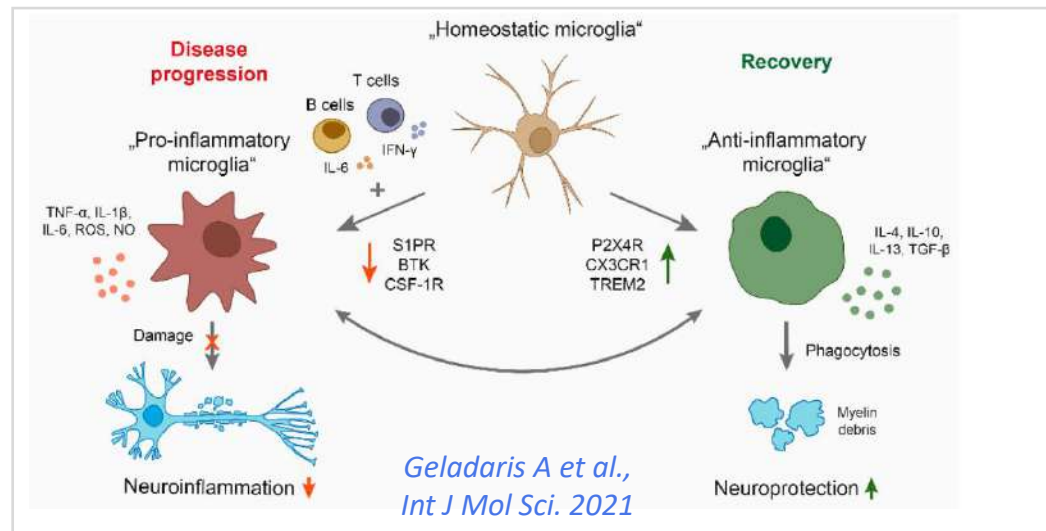 „Homeostatic microglia“
Disease
progression
T cells
B cells
IFN-γ
IL-6
+
Recovery
„Pro-inflammatory
microglia“
„Anti-inflammatory
microglia“
TNF-α, IL-1β,
IL-6, ROS, NO
S1PR
BTK
CSF-1R
P2X4R
CX3CR1
TREM2
IL-4, IL-10,
IL-13, TGF-β
Damage
Phagocytosis
Myelin
debris
Neuroinflammation
Neuroprotection
Geladaris A et al.,
Int J Mol Sci. 2021